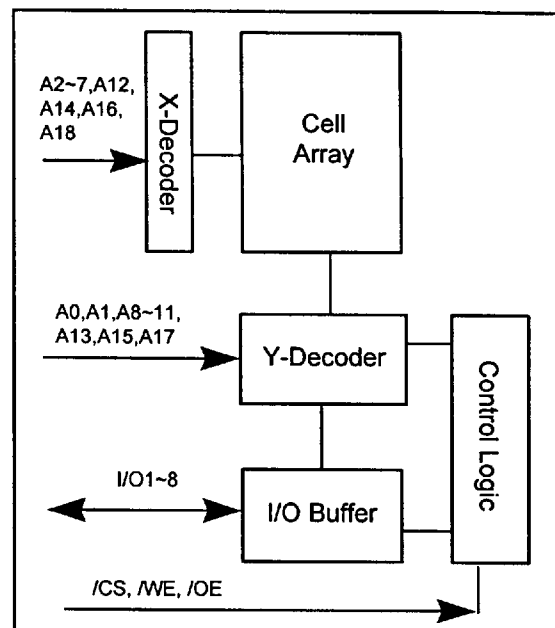 A2~7,A12,
A14,A16,
A18
X-Decoder
Cell
Array
A0,A1,A8~11,
A13,A15,A17
Y-Decoder
Control Logic
I/O1~8
I/O Buffer
/CS, /WE, /OE